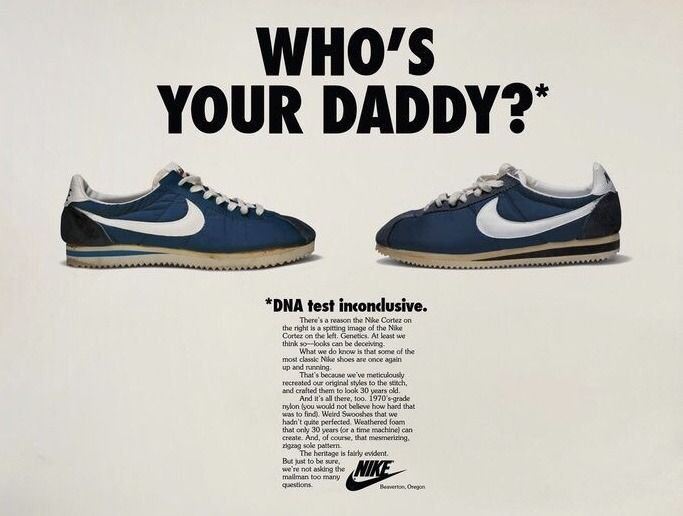 WHO'S
YOUR DADDY?*
*DNA test inconclusive.
There's a reason the Nike Cortez on
the right is a spitting image of the Nike
Cortez on the left. Genetics. At least we
think so—looks can be deceiving.
What we do know is that some of the
most classic Nike shoes are once again
up and running.
That's because we've meticulously
recreated our original styles to the stitch,
and crafted them to look 30 years old.
And it's all there, too. 1970's-grade
nylon (you would not believe how hard that
was to find). Weird Swooshes that we
hadn't quite perfected. Weathered foam
that only 30 years (or a time machine) can
create. And, of course, that mesmerizing,
zigzag sole pattern.
The heritage is fairly evident.
But just to be sure,
we're not asking the
mailman too many
questions.
NIKE
Beaverton, Oregon